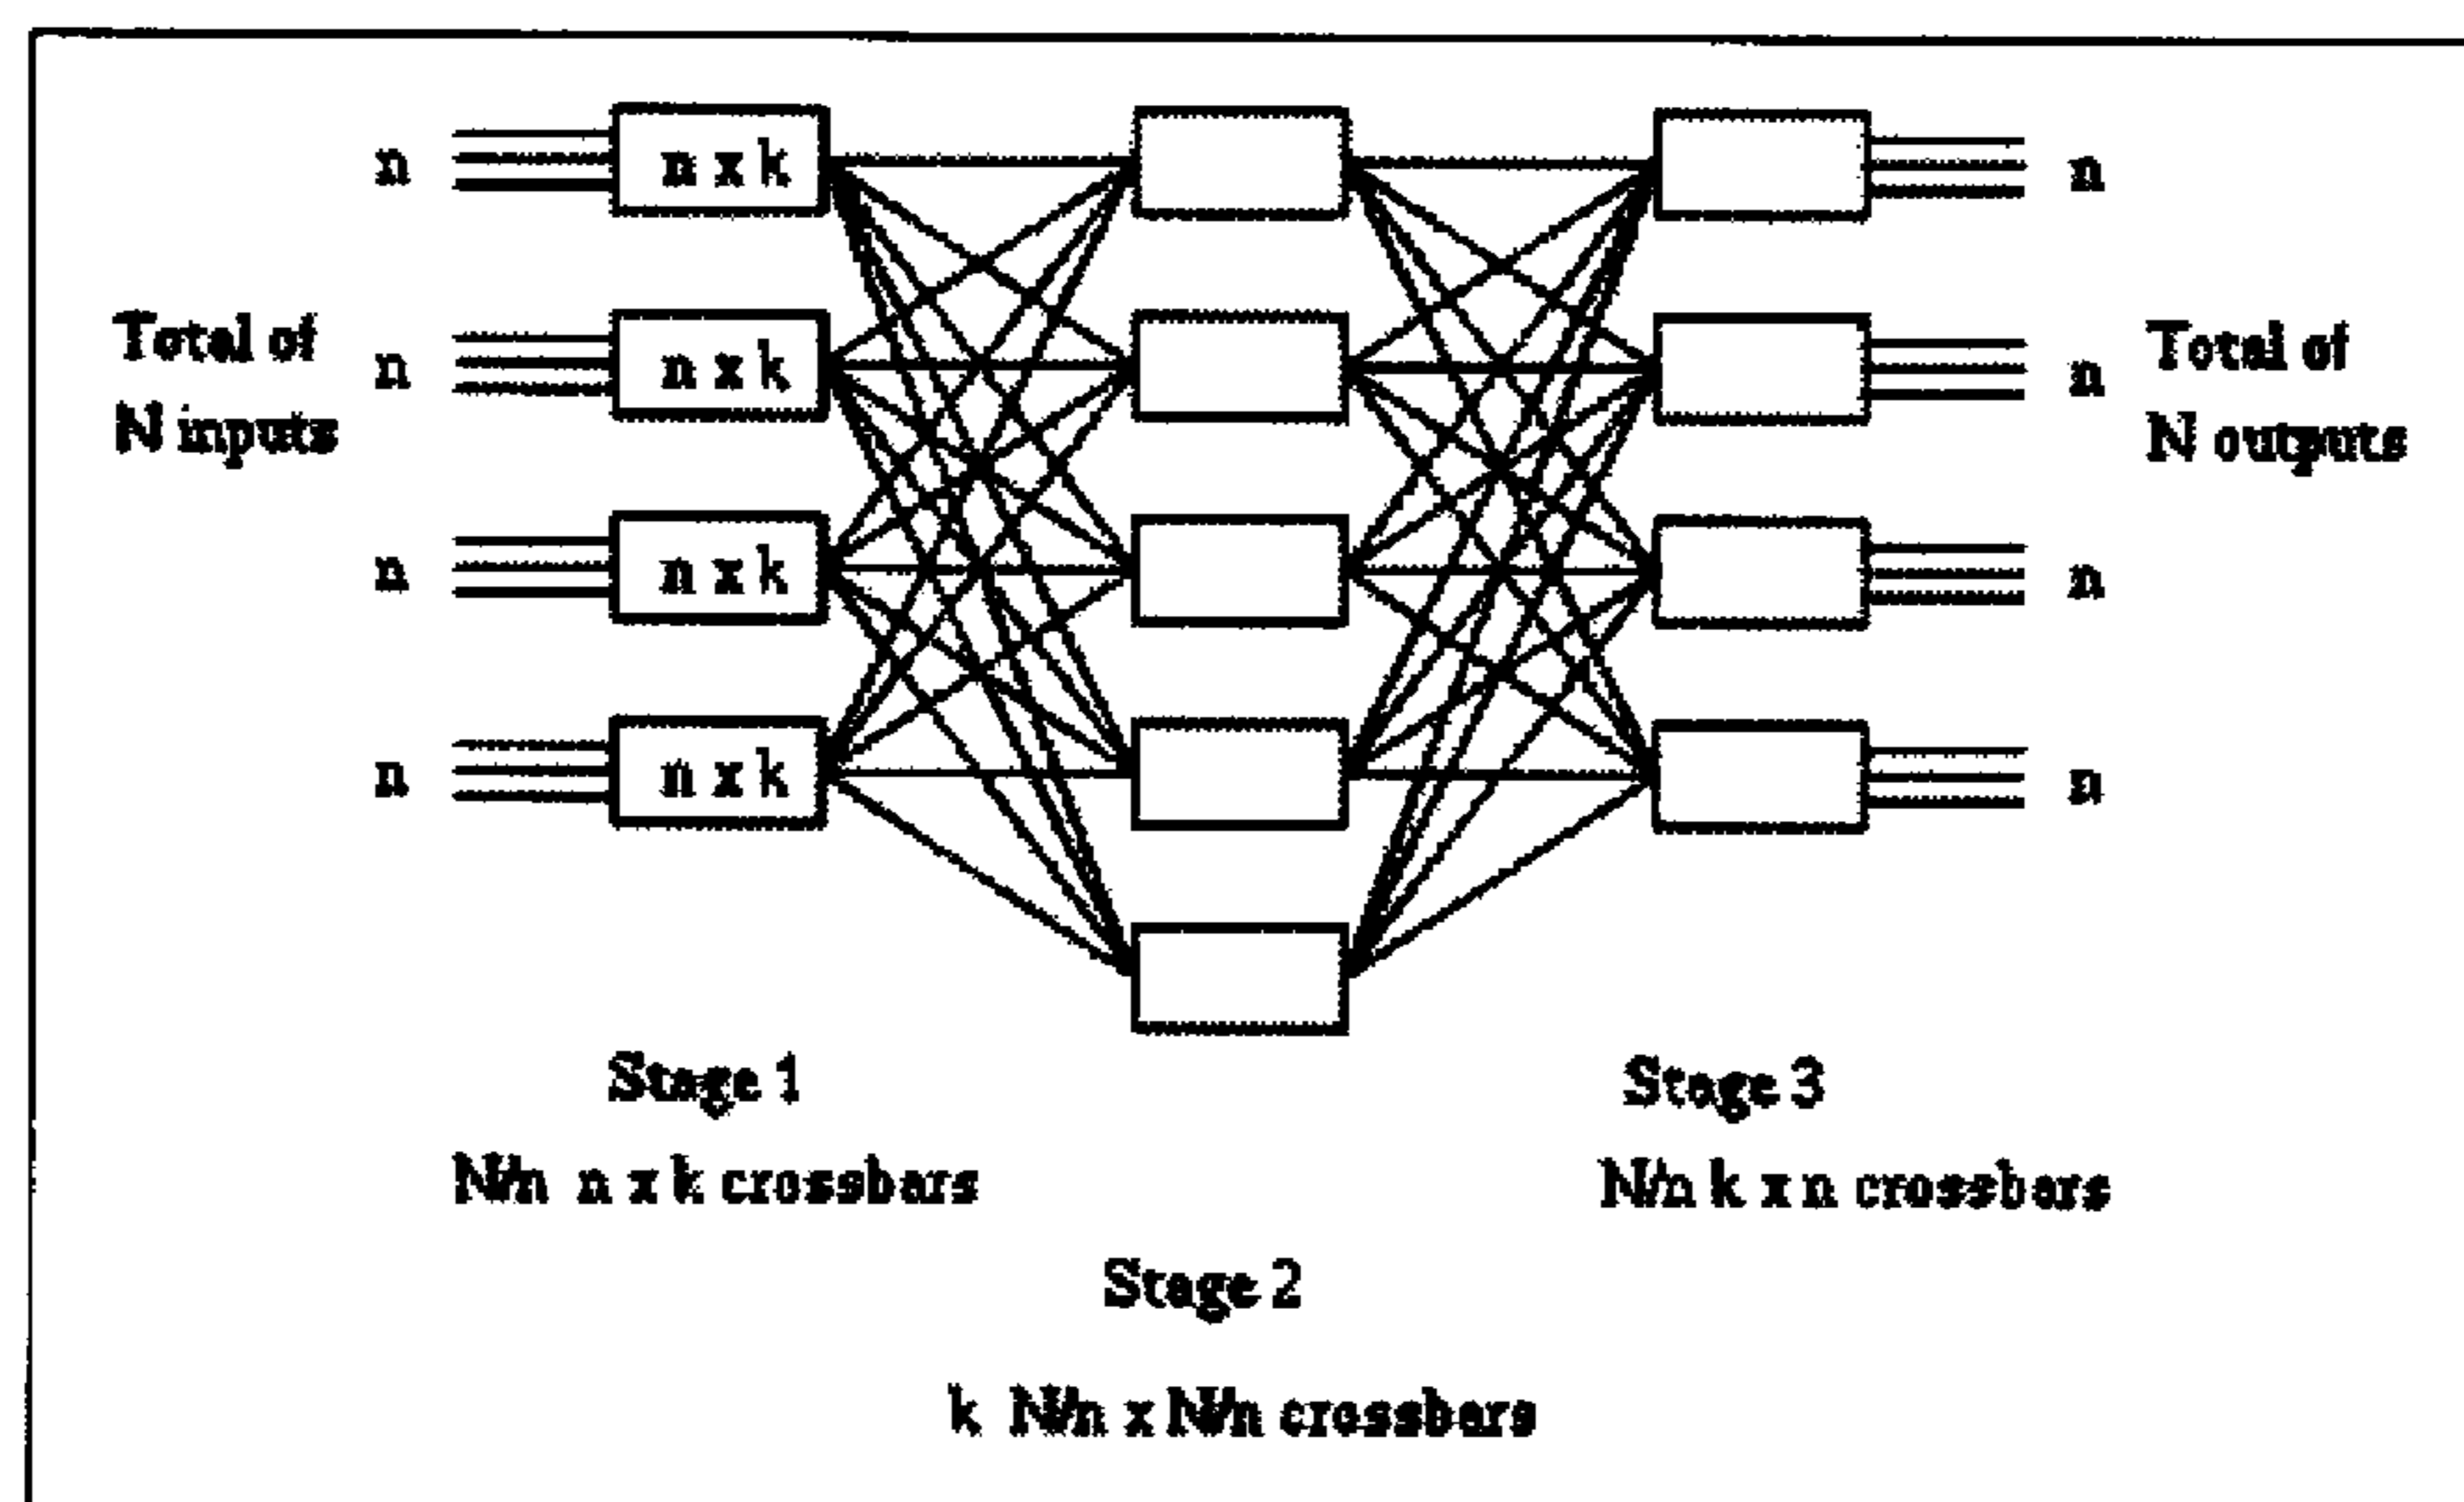 n
n x k
n
Total of
N inputs
n
n x k
n
Total of
N outputs
n
n x k
n
n
n x k
n
Stage 1
N/n n x k crossbars
Stage 3
N/n k x n crossbars
Stage 2
k N/n x N/n crossbars